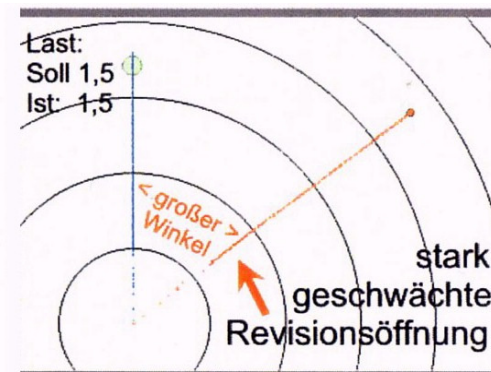 Last:
Soll 1,5
Ist: 1,5
< großer >
Winkel
stark
geschwächte
Revisionsöffnung